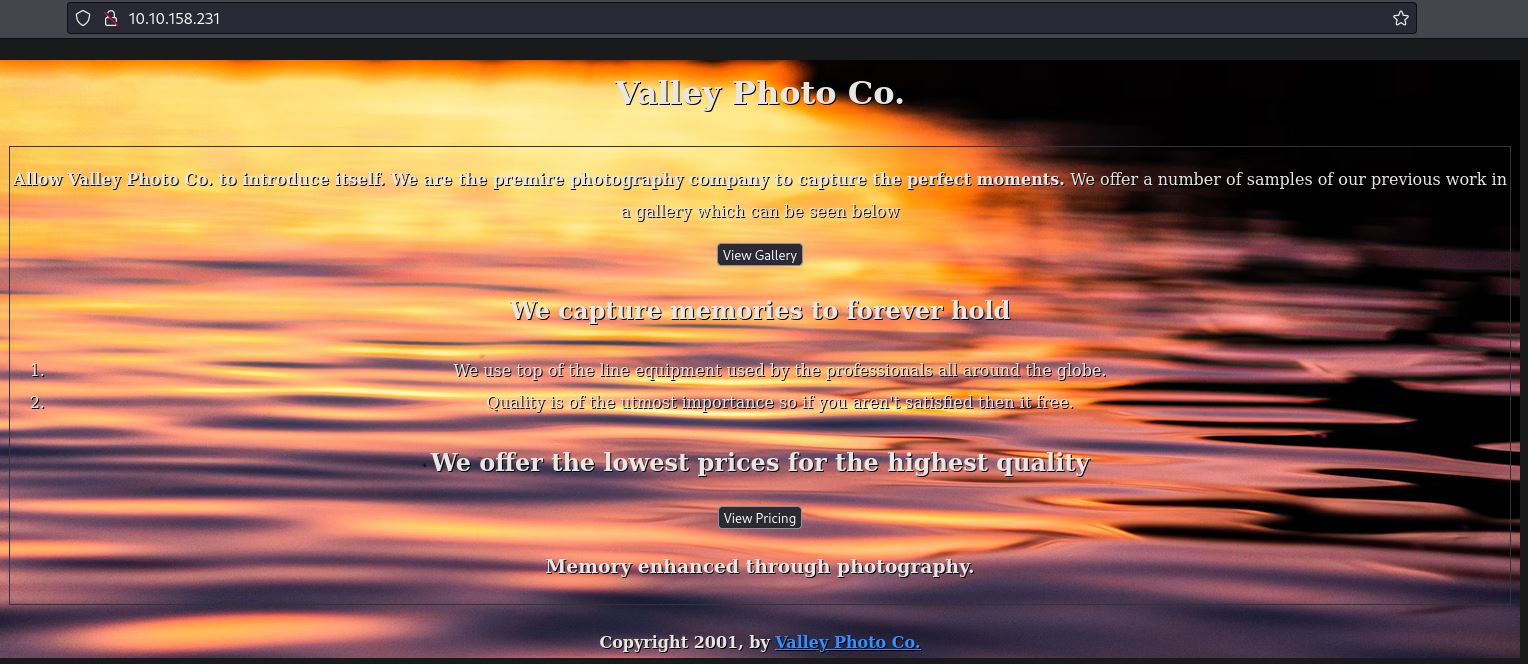 10.10.158.231
Valley Photo Co.
Allow Valley Photo Co. to introduce itself. We are the premire photography company to capture the perfect moments. We offer a number of samples of our previous work in
a gallery which can be seen below
View Gallery
We capture memories to forever hold
1. We use top of the line equipment used by the professionals all around the globe.
2. Quality is of the utmost importance so if you aren't satisfied then it free.
We offer the lowest prices for the highest quality
View Pricing
Memory enhanced through photography.
Copyright 2001, by Valley Photo Co.